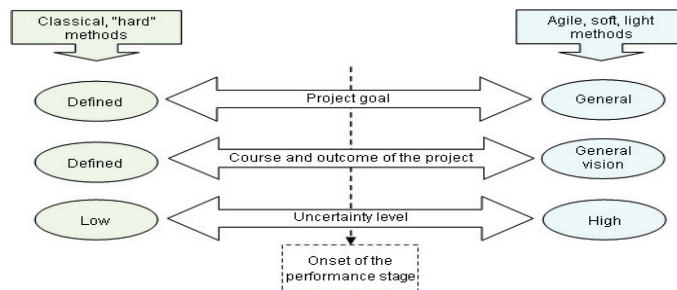 Classical, "hard"
methods
Agile, soft, light
methods
Defined
Project goal
General
Defined
Course and outcome of the project
General
vision
Low
Uncertainty level
High
Onset of the
performance stage